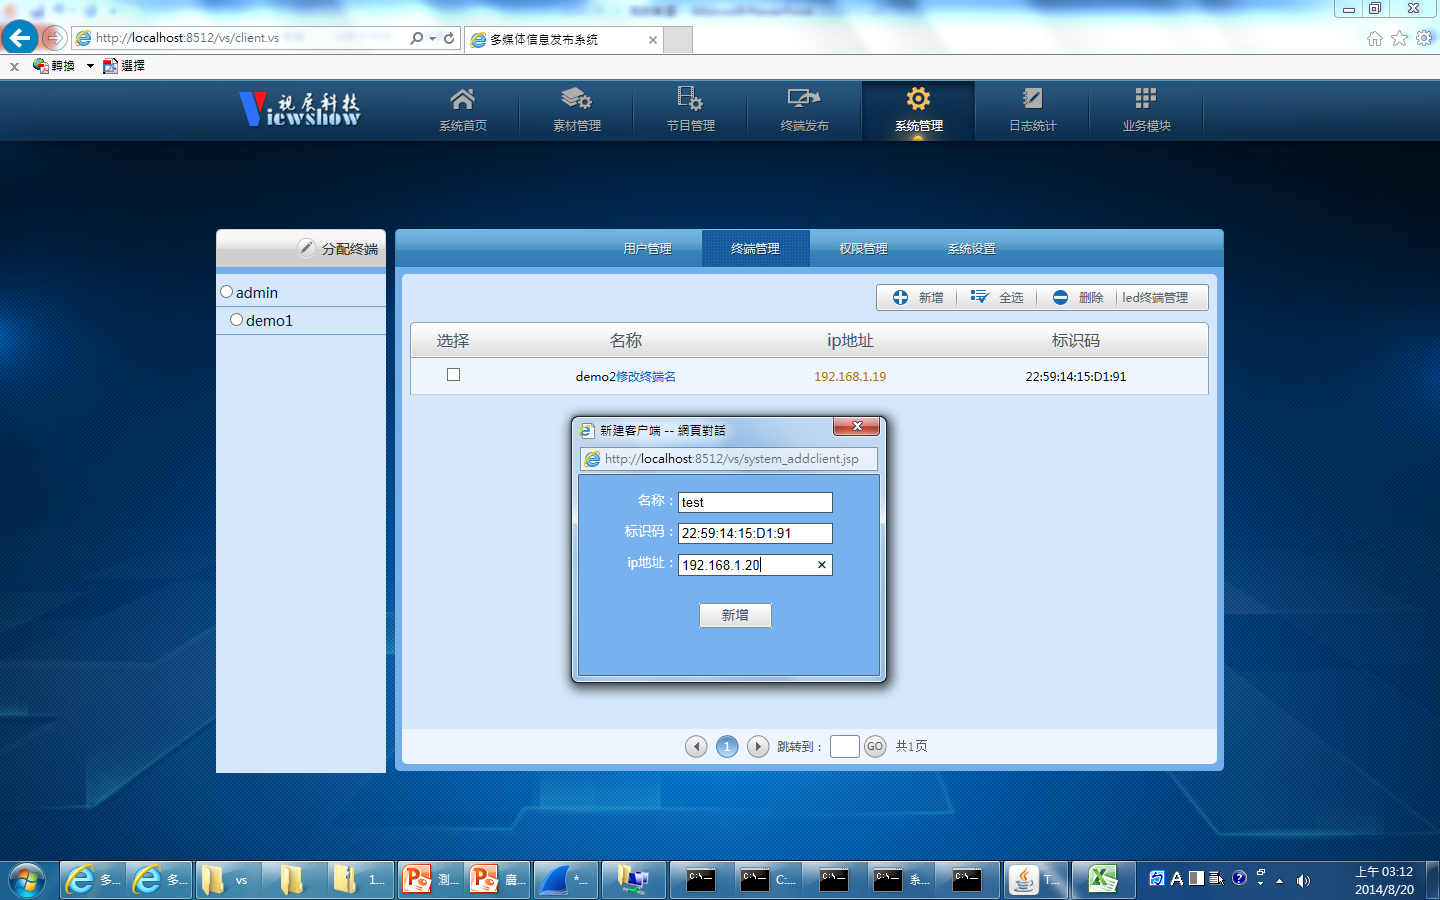 http://localhost:8512/vs/client.vs
多媒体信息发布系统
轉換
選擇
视展科技
Viewshow
系统首页
素材管理
节目管理
终端发布
系统管理
日志统计
业务模块
分配终端
admin
demo1
用户管理
终端管理
权限管理
系统设置
新增
全选
删除
led终端管理
选择 名称 ip地址 标识码
demo2修改终端名 192.168.1.19 22:59:14:15:D1:91
新建客户端 -- 網頁對話
http://localhost:8512/vs/system_addclient.jsp
名称： test
标识码： 22:59:14:15:D1:91
ip地址： 192.168.1.20
新增
1 跳转到： GO 共1页
多...
多...
vs
1...
測...
廣...
"...
C:...
系...
T...
上午 03:12
2014/8/20